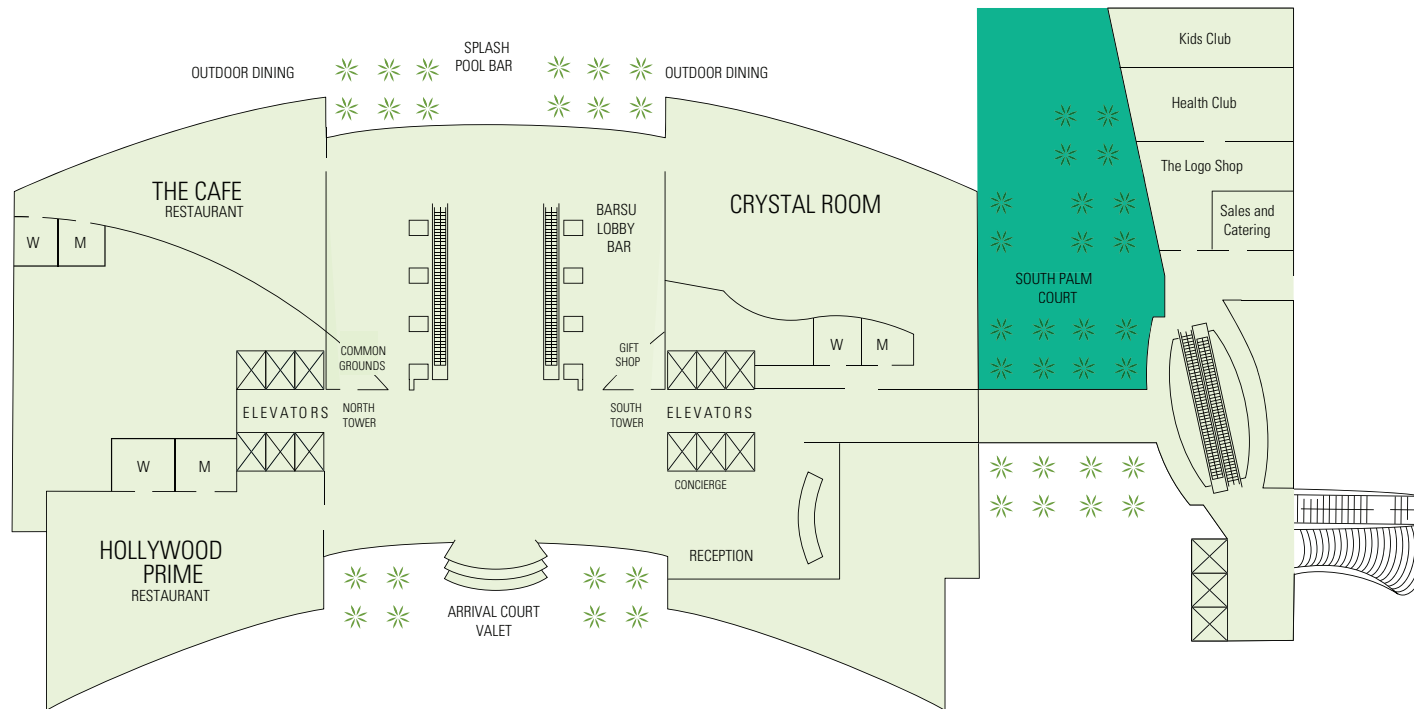 SPLASH
POOL BAR
OUTDOOR DINING
OUTDOOR DINING
Kids Club
Health Club
The Logo Shop
Sales and
Catering
THE CAFE
RESTAURANT
W
M
BARSU
LOBBY
BAR
CRYSTAL ROOM
SOUTH PALM
COURT
COMMON
GROUNDS
GIFT
SHOP
W
M
ELEVATORS
NORTH
TOWER
SOUTH
TOWER
ELEVATORS
W
M
CONCIERGE
HOLLYWOOD
PRIME
RESTAURANT
RECEPTION
ARRIVAL COURT
VALET